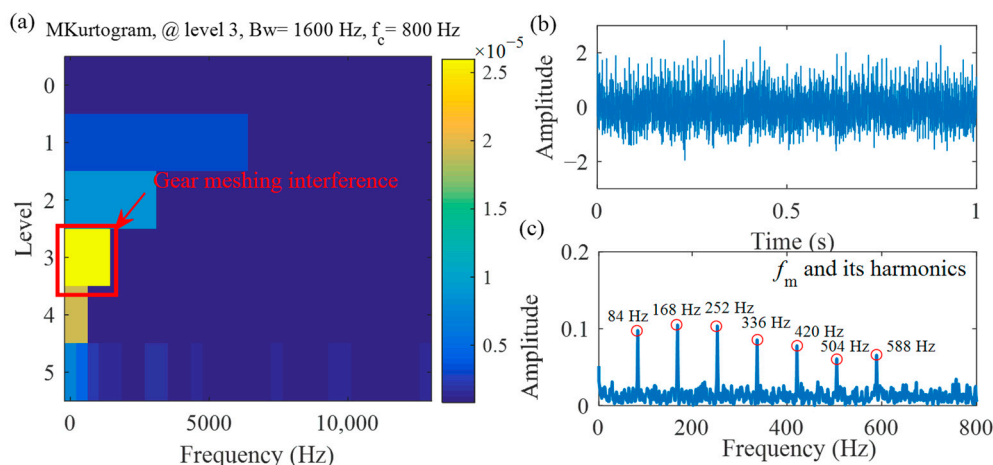 (a)
MKurtogram, @ level 3, Bw= 1600 Hz, f_c= 800 Hz
×10⁻⁵
Level
0
1
2
3
4
5
Gear meshing interference
0
5000
10,000
Frequency (Hz)
2.5
2
1.5
1
0.5
(b)
Amplitude
2
0
−2
0
0.5
1
Time (s)
(c)
Amplitude
0.2
0.1
0
f_m and its harmonics
84 Hz
168 Hz
252 Hz
336 Hz
420 Hz
504 Hz
588 Hz
0
200
400
600
800
Frequency (Hz)